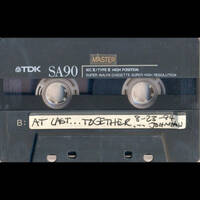 MASTER
TDK SA90 IEC II/TYPE II HIGH POSITION
SUPER AVILYN CASSETTE SUPER HIGH RESOLUTION
B: AT LAST...TOGETHER